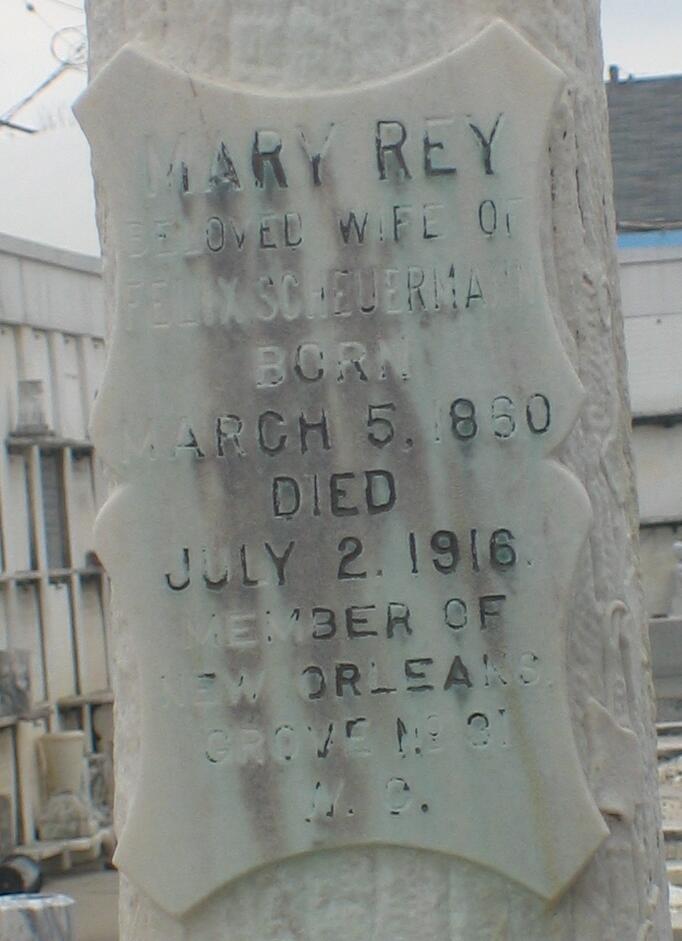 MARY REY
BELOVED WIFE OF
FELIX SCHEUERMANN
BORN
MARCH 5, 1860
DIED
JULY 2, 1916.
MEMBER OF
NEW ORLEANS.
GROVE Nº 31
W. C.